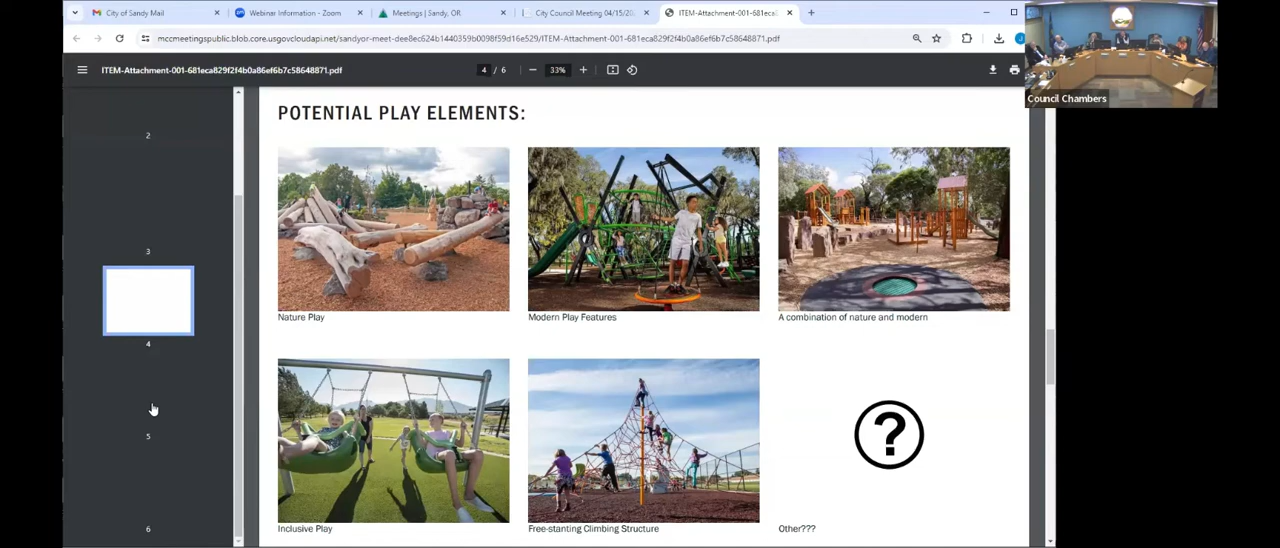 City of Sandy Mail
Webinar Information - Zoom
Meetings | Sandy, OR
City Council Meeting 04/15/20
ITEM-Attachment-001-681eca8
mccmeetingspublic.blob.core.usgovcloudapi.net/sandyor-meet-dee8ec624b1440359b0098f59d16e529/ITEM-Attachment-001-681eca829f2f4b0a86ef6b7c58648871.pdf
ITEM-Attachment-001-681eca829f2f4b0a86ef6b7c58648871.pdf
4 / 6
33%
Council Chambers
2
3
4
5
6
POTENTIAL PLAY ELEMENTS:
Nature Play
Modern Play Features
A combination of nature and modern
?
Inclusive Play
Free-stanting Climbing Structure
Other???